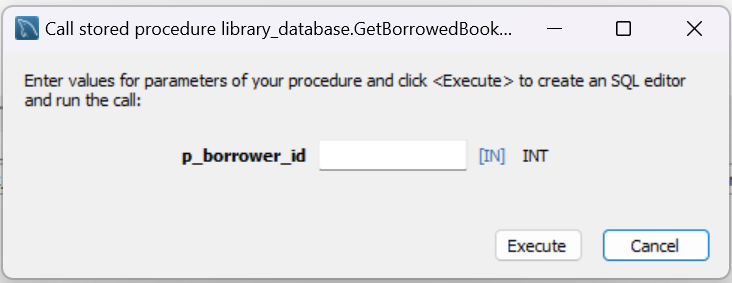 Call stored procedure library_database.GetBorrowedBook...
Enter values for parameters of your procedure and click <Execute> to create an SQL editor
and run the call:
p_borrower_id [IN] INT
Execute Cancel